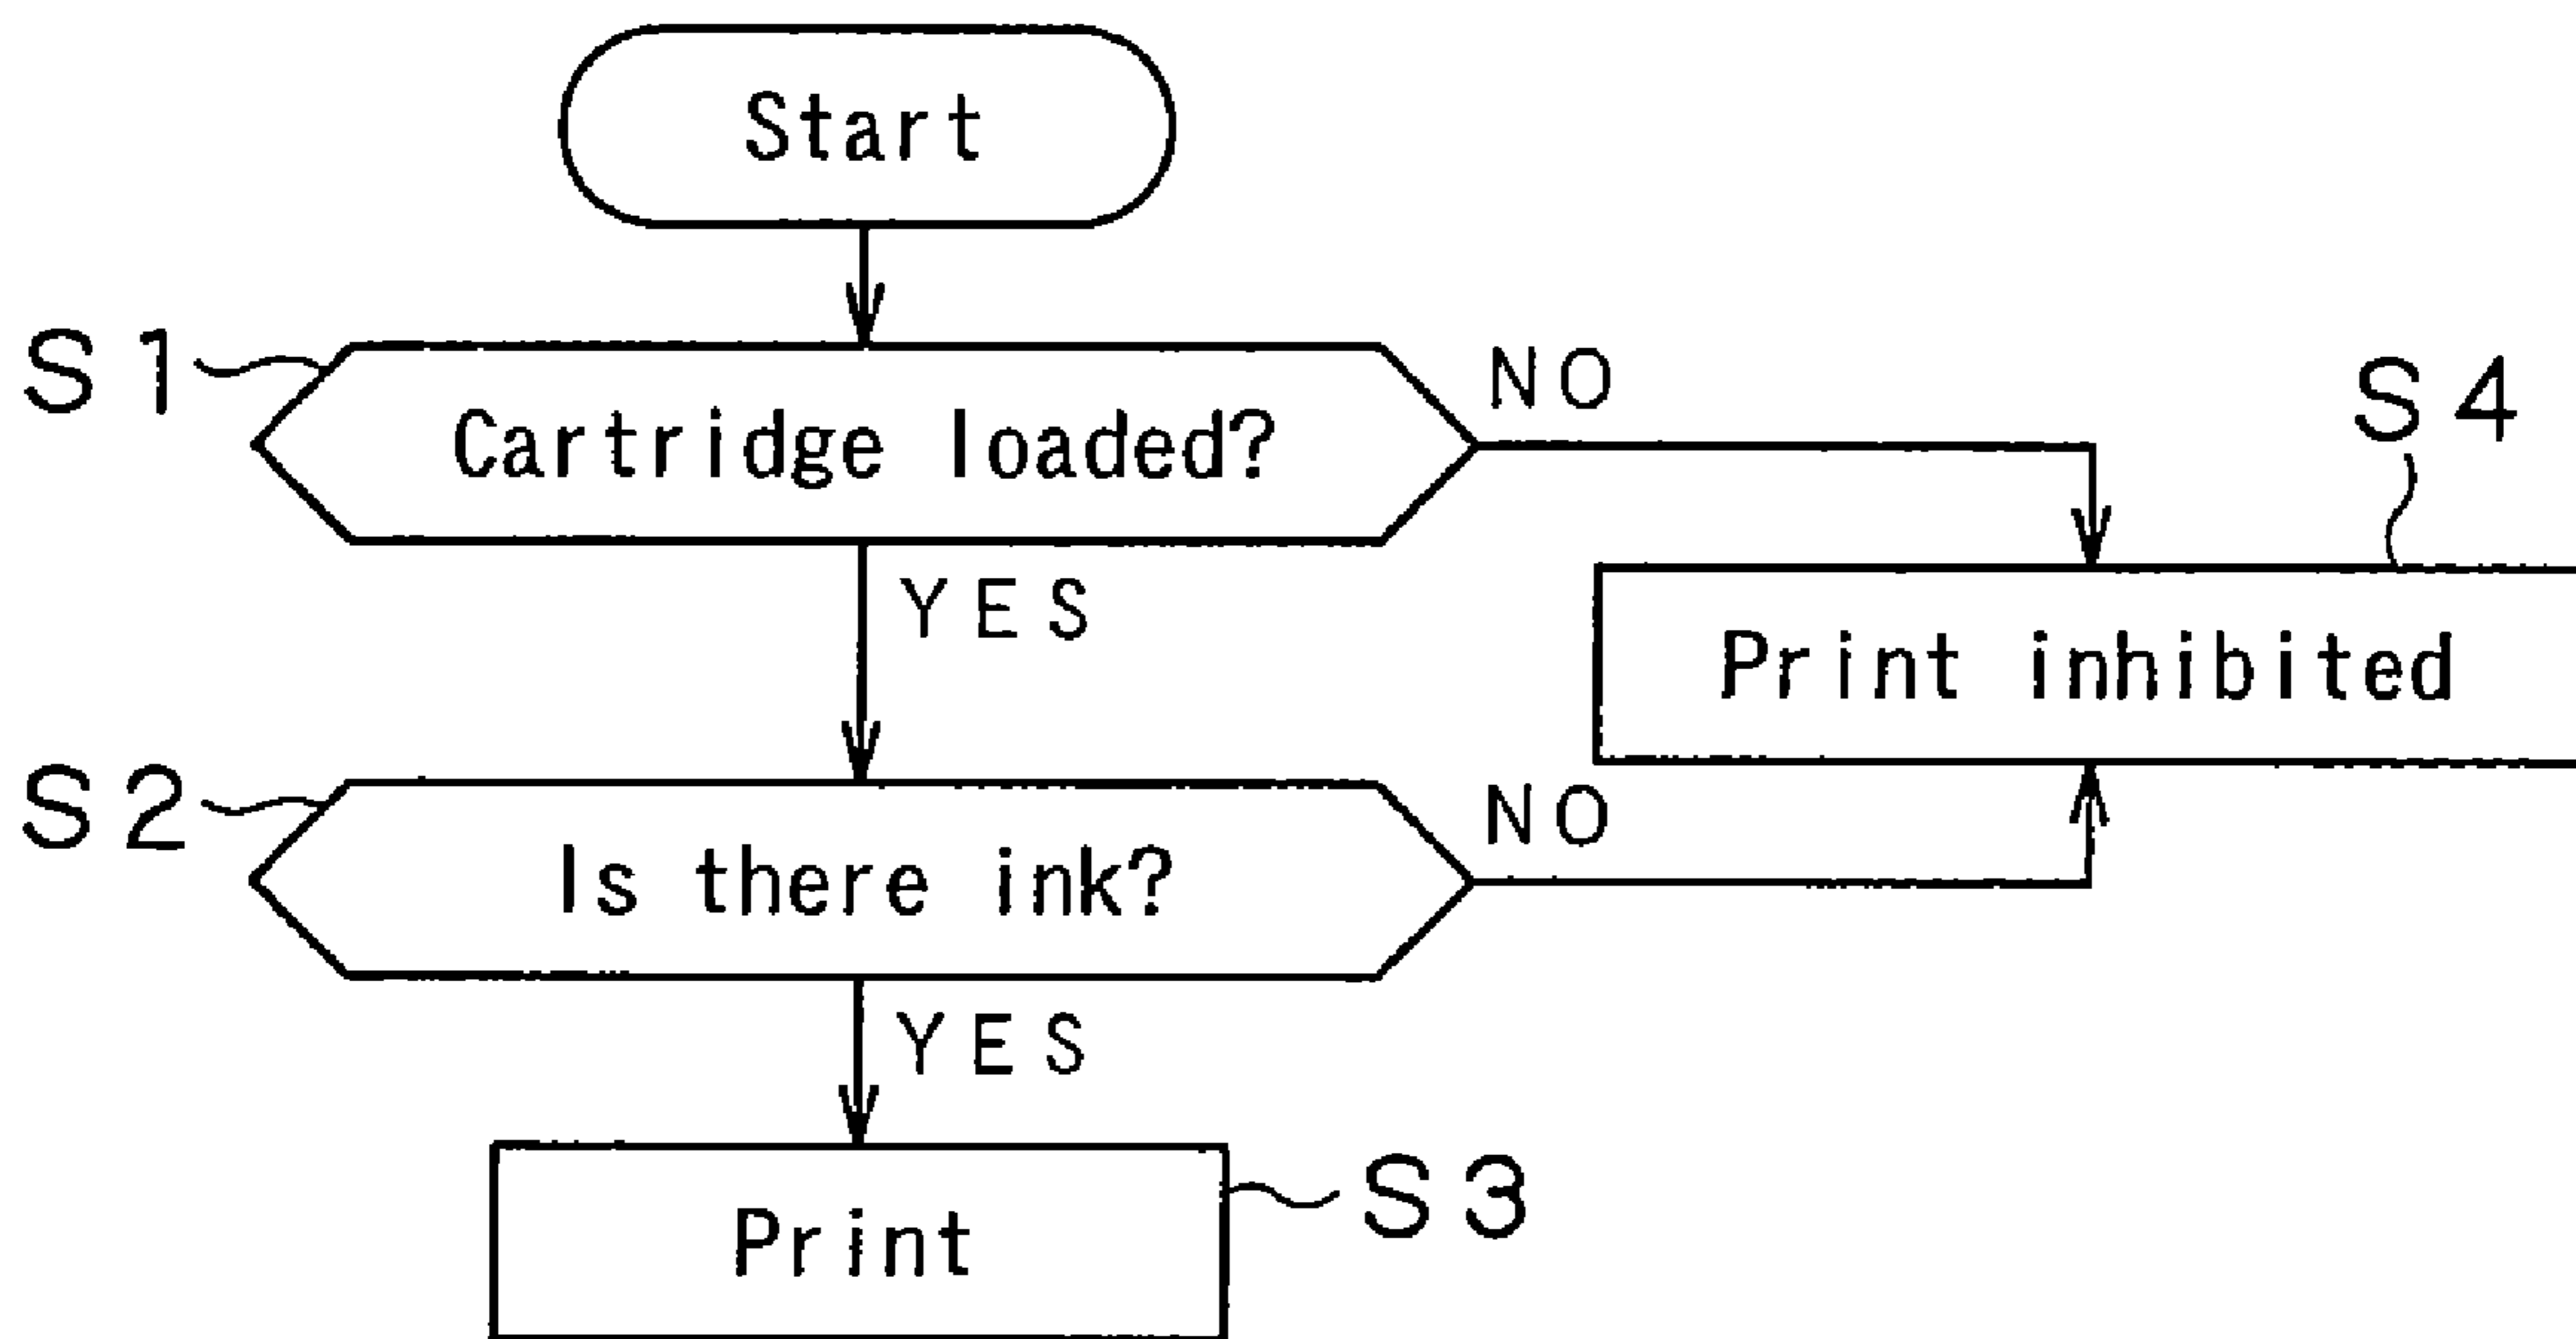 Start
S1
Cartridge loaded?
NO
S4
YES
Print inhibited
S2
Is there ink?
NO
YES
Print
S3